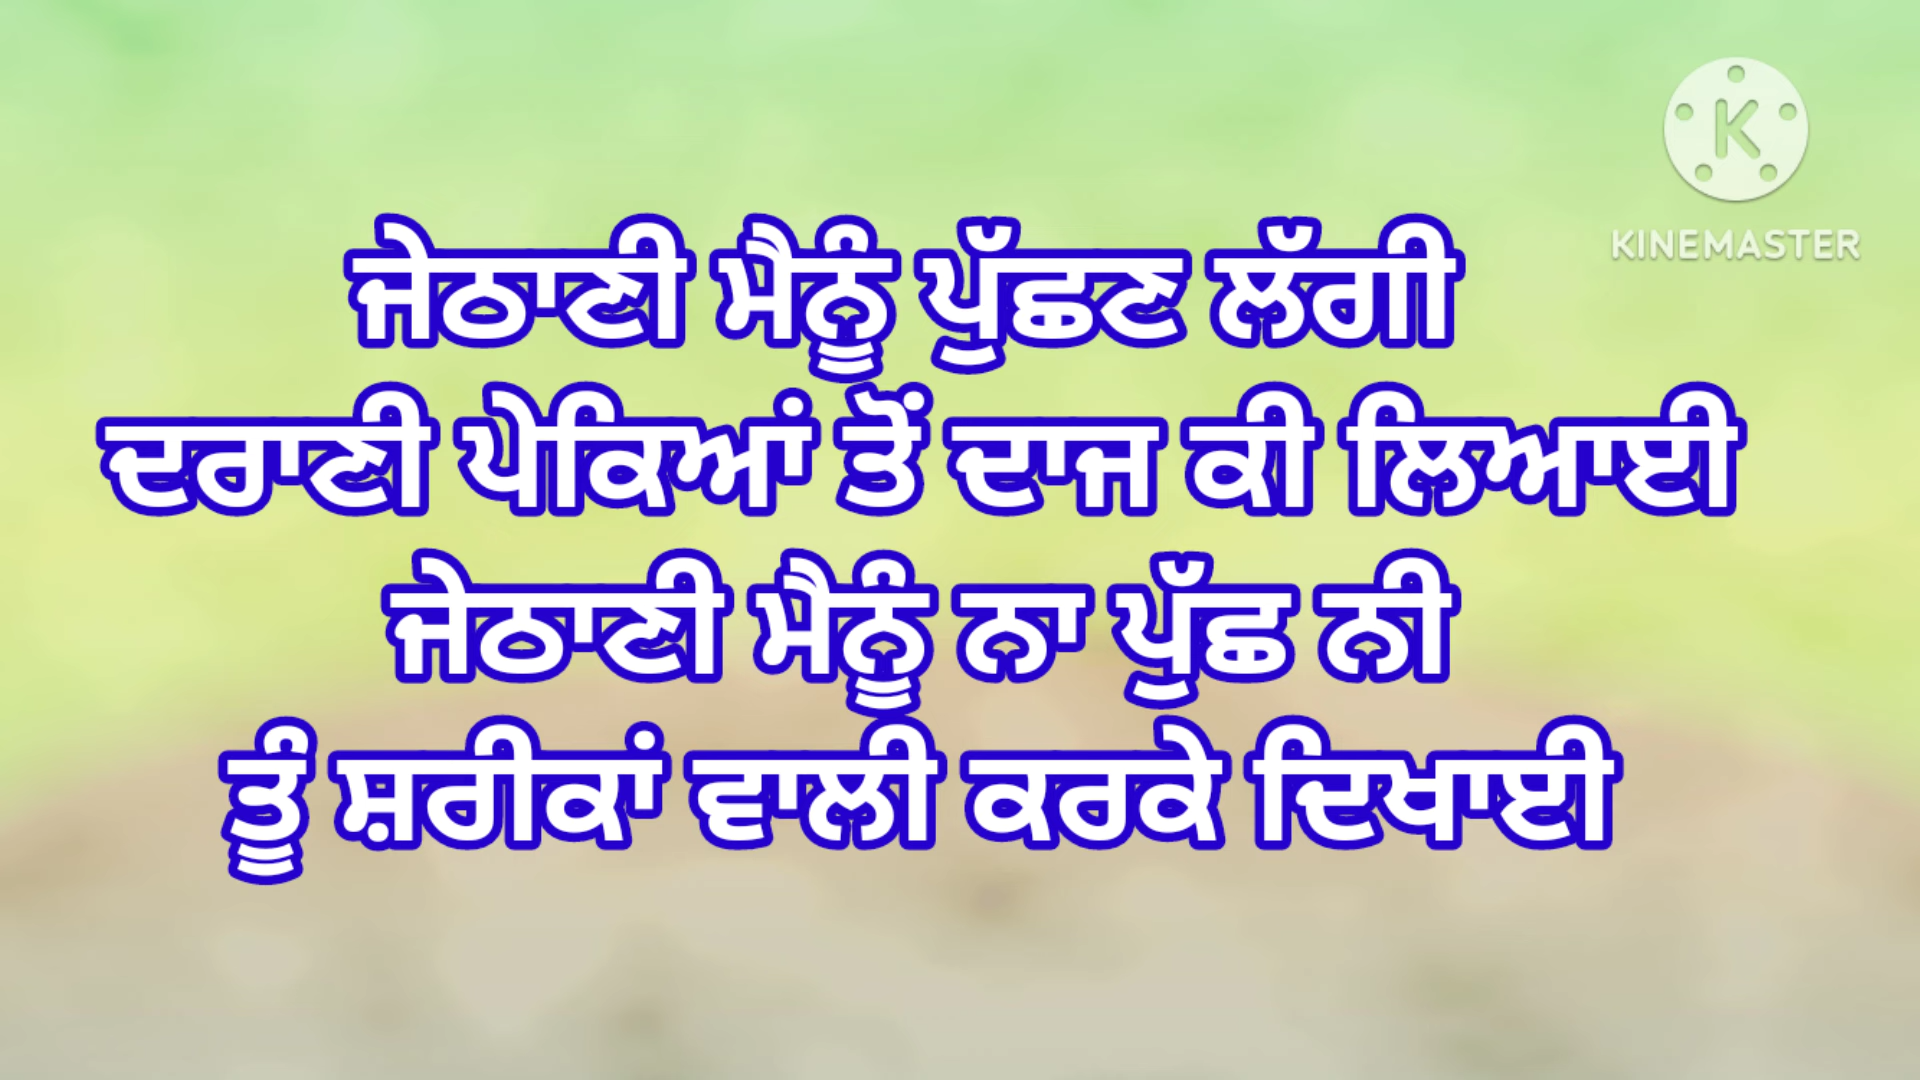 KINEMASTER
ਜੇਠਾਣੀ ਮੈਨੂੰ ਪੁੱਛਣ ਲੱਗੀ
ਦਰਾਣੀ ਪੇਕਿਆਂ ਤੋਂ ਦਾਜ ਕੀ ਲਿਆਈ
ਜੇਠਾਣੀ ਮੈਨੂੰ ਨਾ ਪੁੱਛ ਨੀ
ਤੂੰ ਸ਼ਰੀਕਾਂ ਵਾਲੀ ਕਰਕੇ ਦਿਖਾਈ